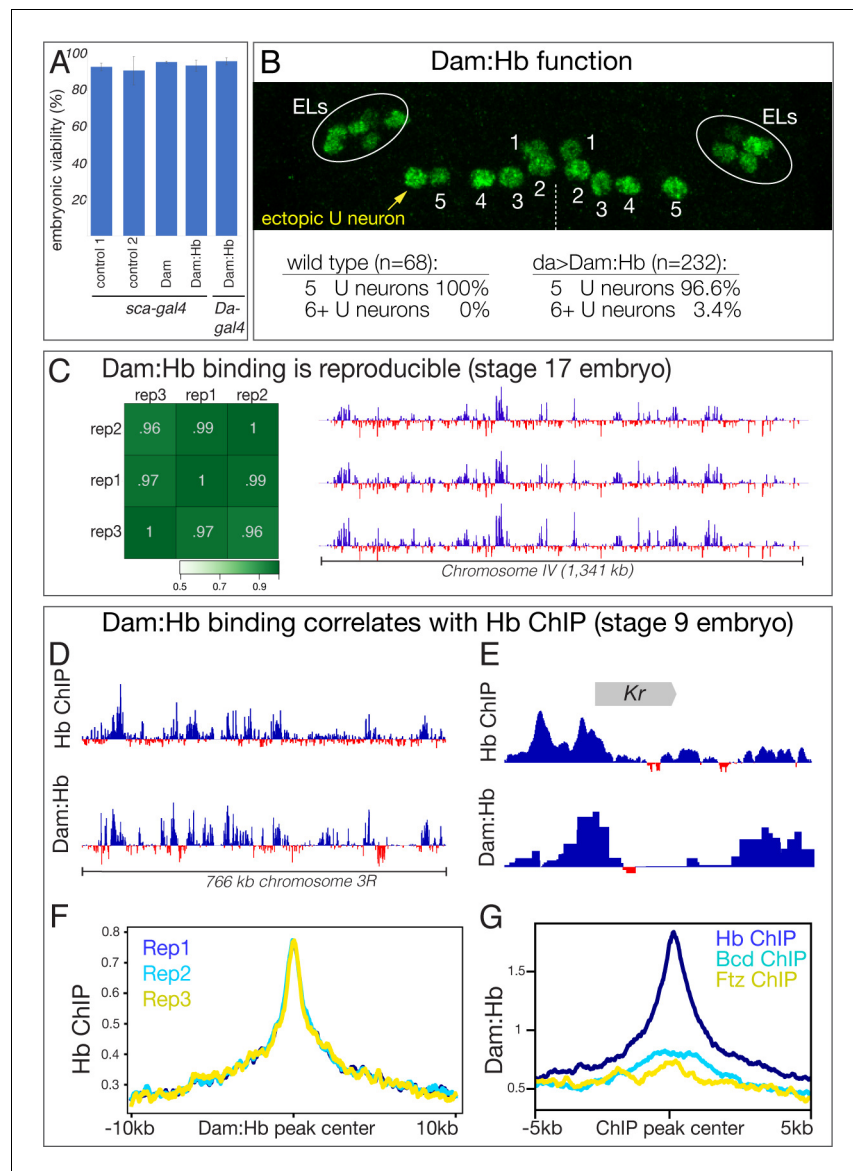 A
100
80
60
40
20
embryonic viability (%)
control 1
control 2
Dam
Dam:Hb
Dam:Hb
sca-gal4
Da-
gal4
B
Dam:Hb function
ELs
ELs
1 1
2 2
5 4 3 3 4 5
ectopic U neuron
wild type (n=68):
5 U neurons 100%
6+ U neurons 0%
da>Dam:Hb (n=232):
5 U neurons 96.6%
6+ U neurons 3.4%
C
Dam:Hb binding is reproducible (stage 17 embryo)
rep3 rep1 rep2
rep2 .96 .99 1
rep1 .97 1 .99
rep3 1 .97 .96
0.5 0.7 0.9
Chromosome IV (1,341 kb)
Dam:Hb binding correlates with Hb ChIP (stage 9 embryo)
D
Hb ChIP
Dam:Hb
766 kb chromosome 3R
E
Kr
Hb ChIP
Dam:Hb
F
0.8
0.7
0.6
0.5
0.4
0.3
Hb ChIP
Rep1
Rep2
Rep3
-10kb Dam:Hb peak center 10kb
G
1.5
1
0.5
Dam:Hb
Hb ChIP
Bcd ChIP
Ftz ChIP
-5kb ChIP peak center 5kb